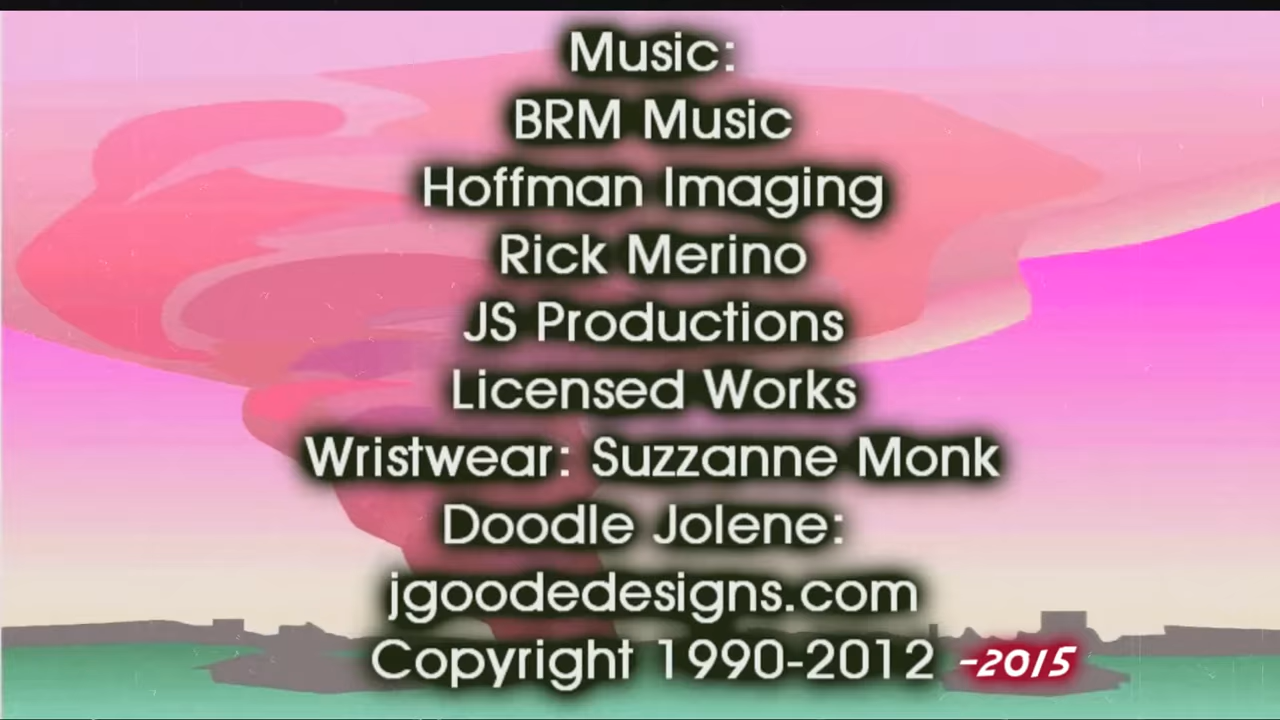 Music:
BRM Music
Hoffman Imaging
Rick Merino
JS Productions
Licensed Works
Wristwear: Suzzanne Monk
Doodle Jolene:
jgoodedesigns.com
Copyright 1990-2012 -2015